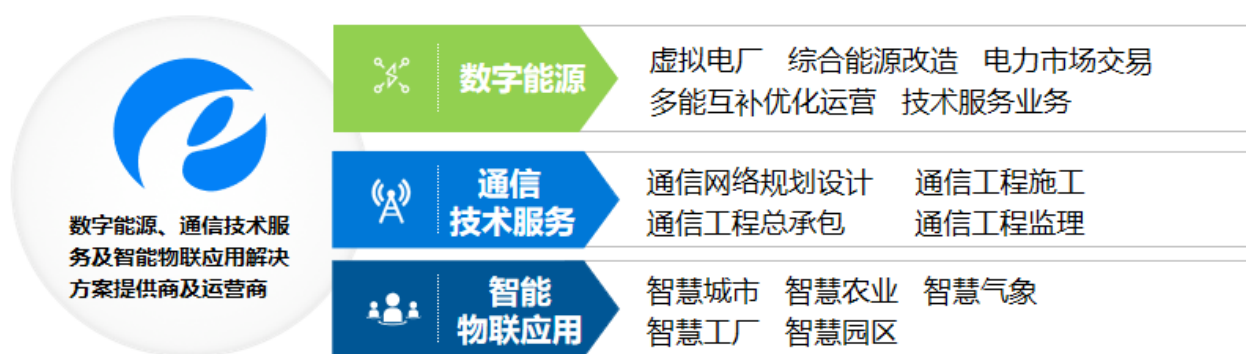 数字能源、通信技术服
务及智能物联应用解决
方案提供商及运营商
数字能源
虚拟电厂 综合能源改造 电力市场交易
多能互补优化运营 技术服务业务
通信
技术服务
通信网络规划设计 通信工程施工
通信工程总承包 通信工程监理
智能
物联应用
智慧城市 智慧农业 智慧气象
智慧工厂 智慧园区